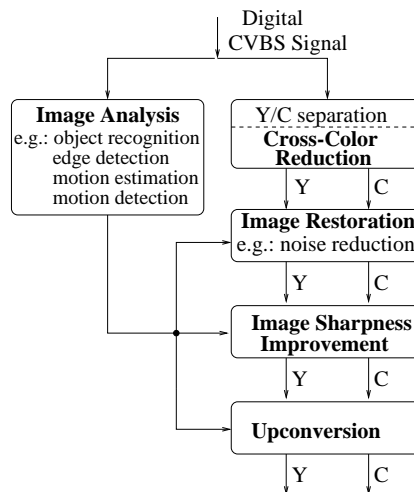 Digital
CVBS Signal
Image Analysis
e.g.: object recognition
edge detection
motion estimation
motion detection
Y/C separation
Cross-Color
Reduction
Y C
Image Restoration
e.g.: noise reduction
Y C
Image Sharpness
Improvement
Y C
Upconversion
Y C